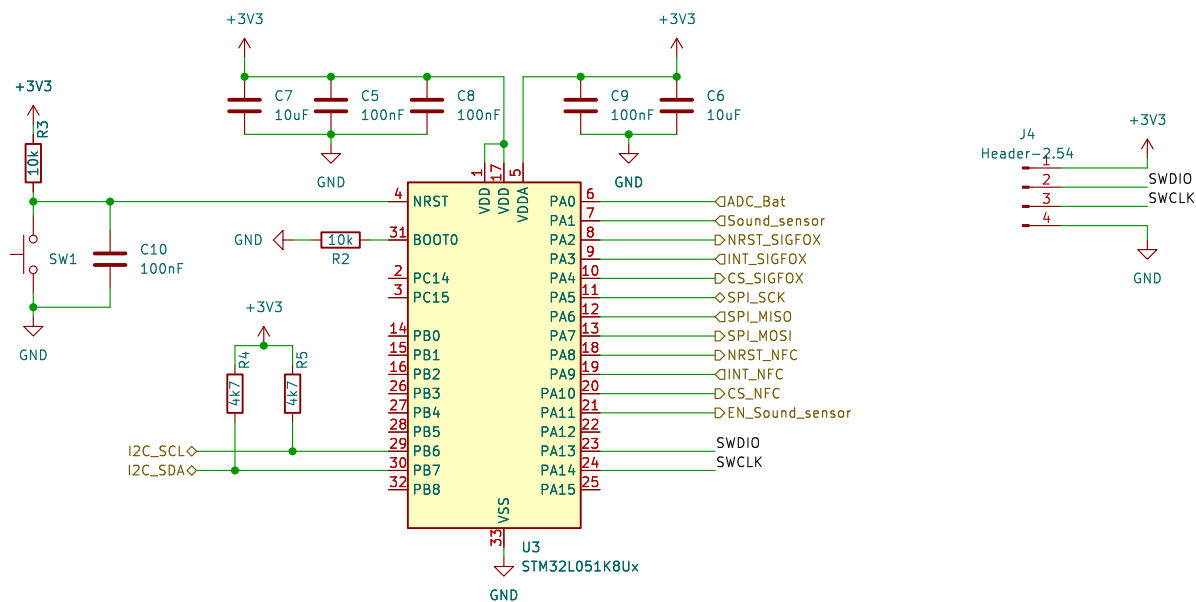 +3V3
+3V3
+3V3
R3
10k
C7
10uF
C5
100nF
C8
100nF
C9
100nF
C6
10uF
GND
GND
J4
Header-2.54
+3V3
1
2
SWDIO
3
SWCLK
4
GND
1
VDD
17
VDD
5
VDDA
4
NRST
31
BOOT0
GND
10k
R2
2
PC14
3
PC15
14
PB0
15
PB1
16
PB2
26
PB3
27
PB4
28
PB5
29
PB6
30
PB7
32
PB8
PA0
6
ADC_Bat
PA1
7
Sound_sensor
PA2
8
NRST_SIGFOX
PA3
9
INT_SIGFOX
PA4
10
CS_SIGFOX
PA5
11
SPI_SCK
PA6
12
SPI_MISO
PA7
13
SPI_MOSI
PA8
18
NRST_NFC
PA9
19
INT_NFC
PA10
20
CS_NFC
PA11
21
EN_Sound_sensor
PA12
22
PA13
23
SWDIO
PA14
24
SWCLK
PA15
25
SW1
C10
100nF
GND
+3V3
R4
4k7
R5
4k7
I2C_SCL
I2C_SDA
VSS
33
U3
STM32L051K8Ux
GND